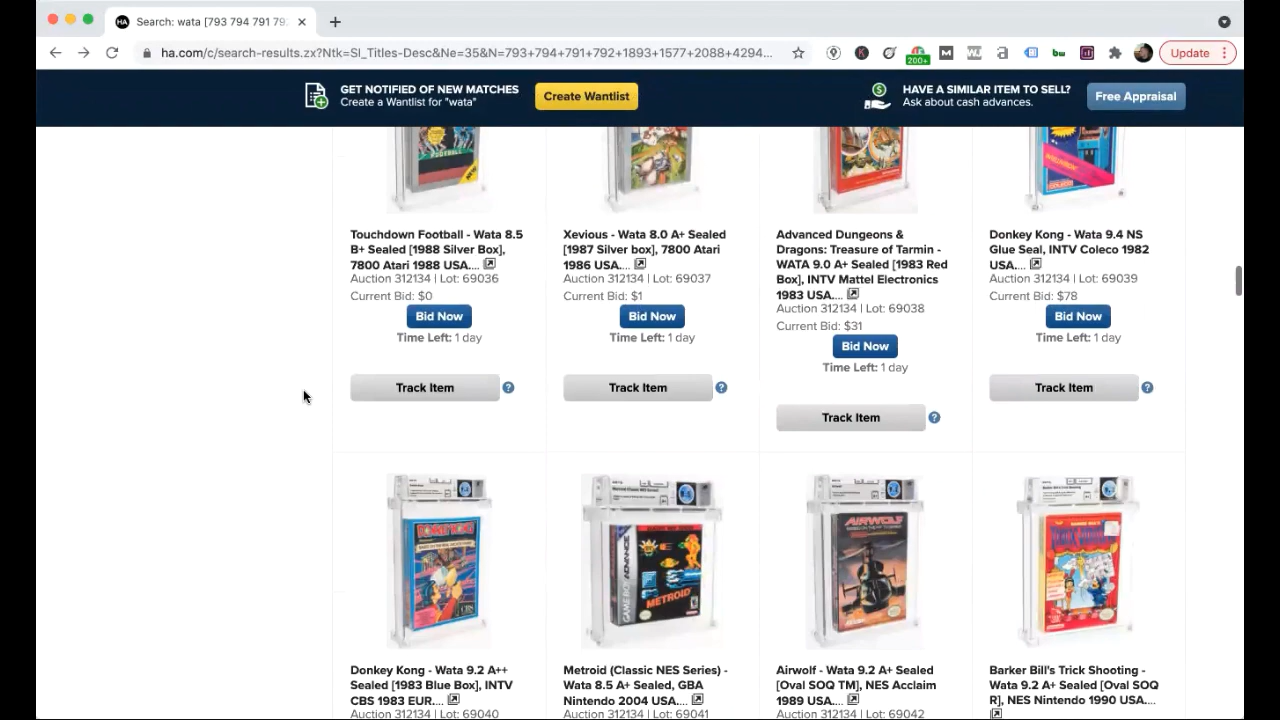 Search: wata [793 794 791 79
ha.com/c/search-results.zx?Ntk=SI_Titles-Desc&Ne=35&N=793+794+791+792+1893+1577+2088+4294...
200+
Update
GET NOTIFIED OF NEW MATCHES
Create a Wantlist for "wata"
Create Wantlist
HAVE A SIMILAR ITEM TO SELL?
Ask about cash advances.
Free Appraisal
Touchdown Football - Wata 8.5
B+ Sealed [1988 Silver Box],
7800 Atari 1988 USA....
Auction 312134 | Lot: 69036
Current Bid: $0
Bid Now
Time Left: 1 day
Track Item
Xevious - Wata 8.0 A+ Sealed
[1987 Silver box], 7800 Atari
1986 USA....
Auction 312134 | Lot: 69037
Current Bid: $1
Bid Now
Time Left: 1 day
Track Item
Advanced Dungeons &
Dragons: Treasure of Tarmin -
WATA 9.0 A+ Sealed [1983 Red
Box], INTV Mattel Electronics
1983 USA....
Auction 312134 | Lot: 69038
Current Bid: $31
Bid Now
Time Left: 1 day
Track Item
Donkey Kong - Wata 9.4 NS
Glue Seal, INTV Coleco 1982
USA....
Auction 312134 | Lot: 69039
Current Bid: $78
Bid Now
Time Left: 1 day
Track Item
Donkey Kong - Wata 9.2 A++
Sealed [1983 Blue Box], INTV
CBS 1983 EUR....
Auction 312134 | Lot: 69040
GAME BOY ADVANCE
METROID
Metroid (Classic NES Series) -
Wata 8.5 A+ Sealed, GBA
Nintendo 2004 USA....
Auction 312134 | Lot: 69041
AIRWOLF
Airwolf - Wata 9.2 A+ Sealed
[Oval SOQ TM], NES Acclaim
1989 USA....
Auction 312134 | Lot: 69042
Barker Bill's Trick Shooting -
Wata 9.2 A+ Sealed [Oval SOQ
R], NES Nintendo 1990 USA....